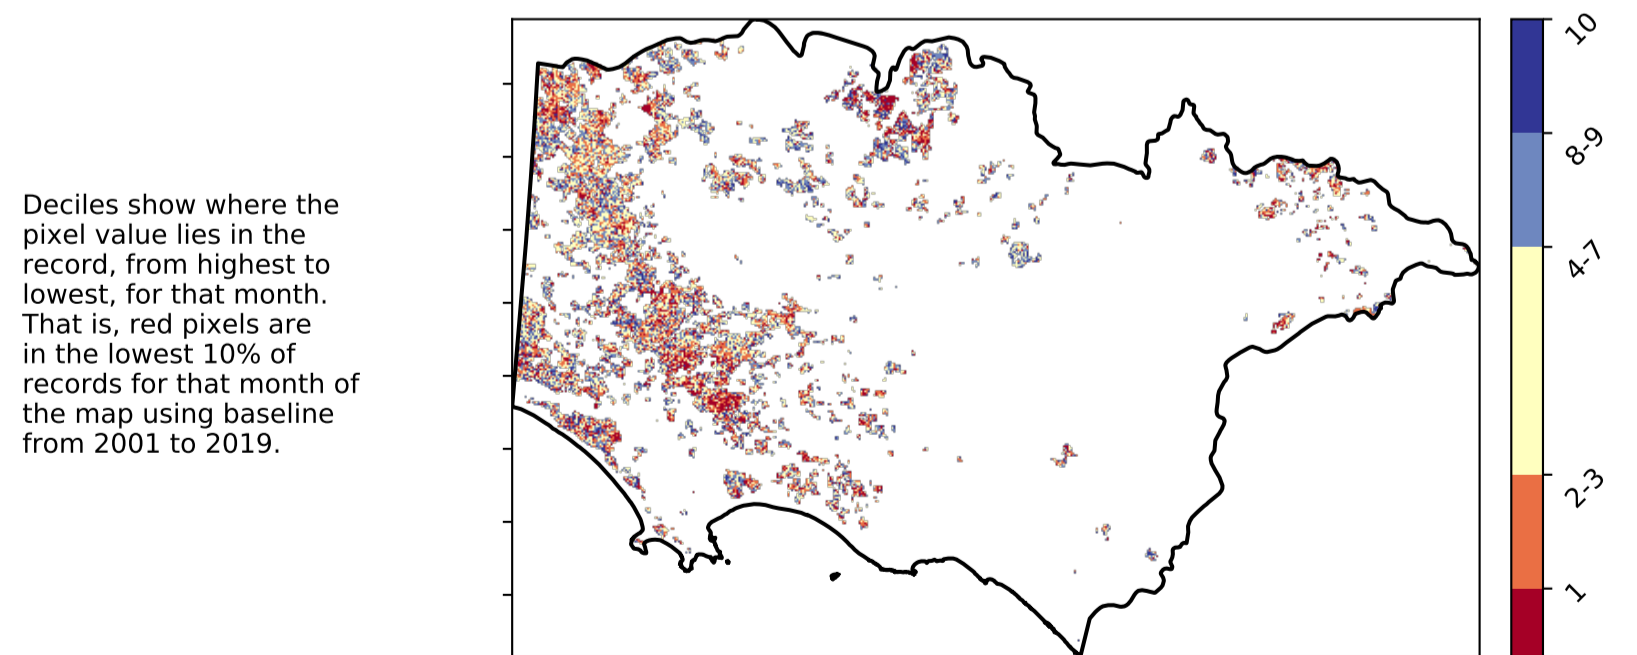 Deciles show where the
pixel value lies in the
record, from highest to
lowest, for that month.
That is, red pixels are
in the lowest 10% of
records for that month of
the map using baseline
from 2001 to 2019.
10
8-9
4-7
2-3
1